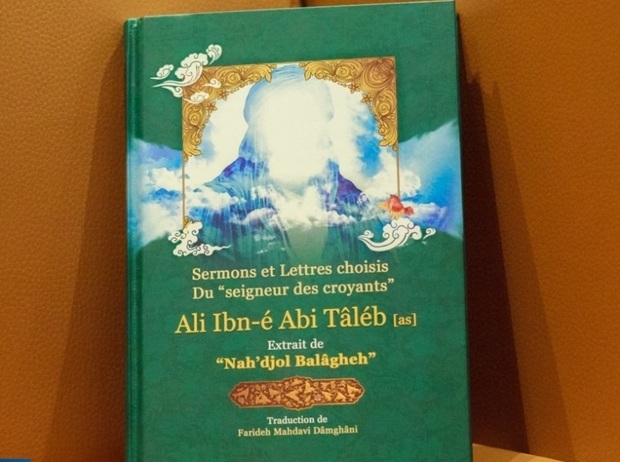 Sermons et Lettres choisis
Du “seigneur des croyants”
Ali Ibn-é Abi Tâléb [as]
Extrait de
“Nah’djol Balâgheh”
Traduction de
Farideh Mahdavi Dâmghâni